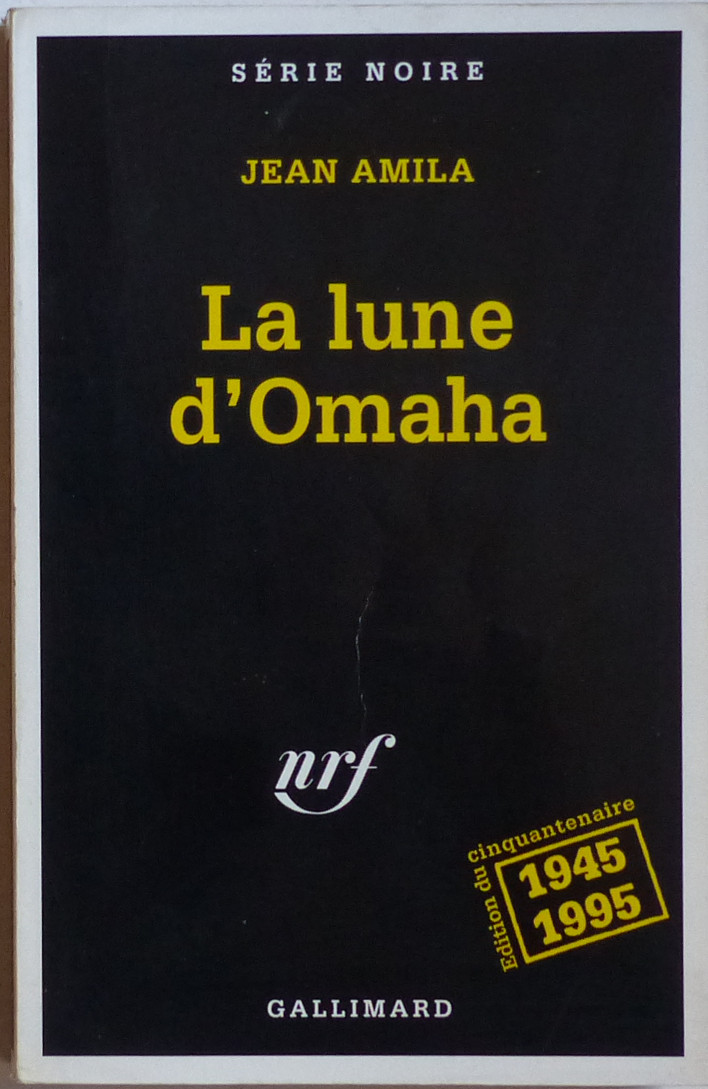 SÉRIE NOIRE
JEAN AMILA
La lune
d'Omaha
nrf
Edition du
cinquantenaire
1945
1995
GALLIMARD